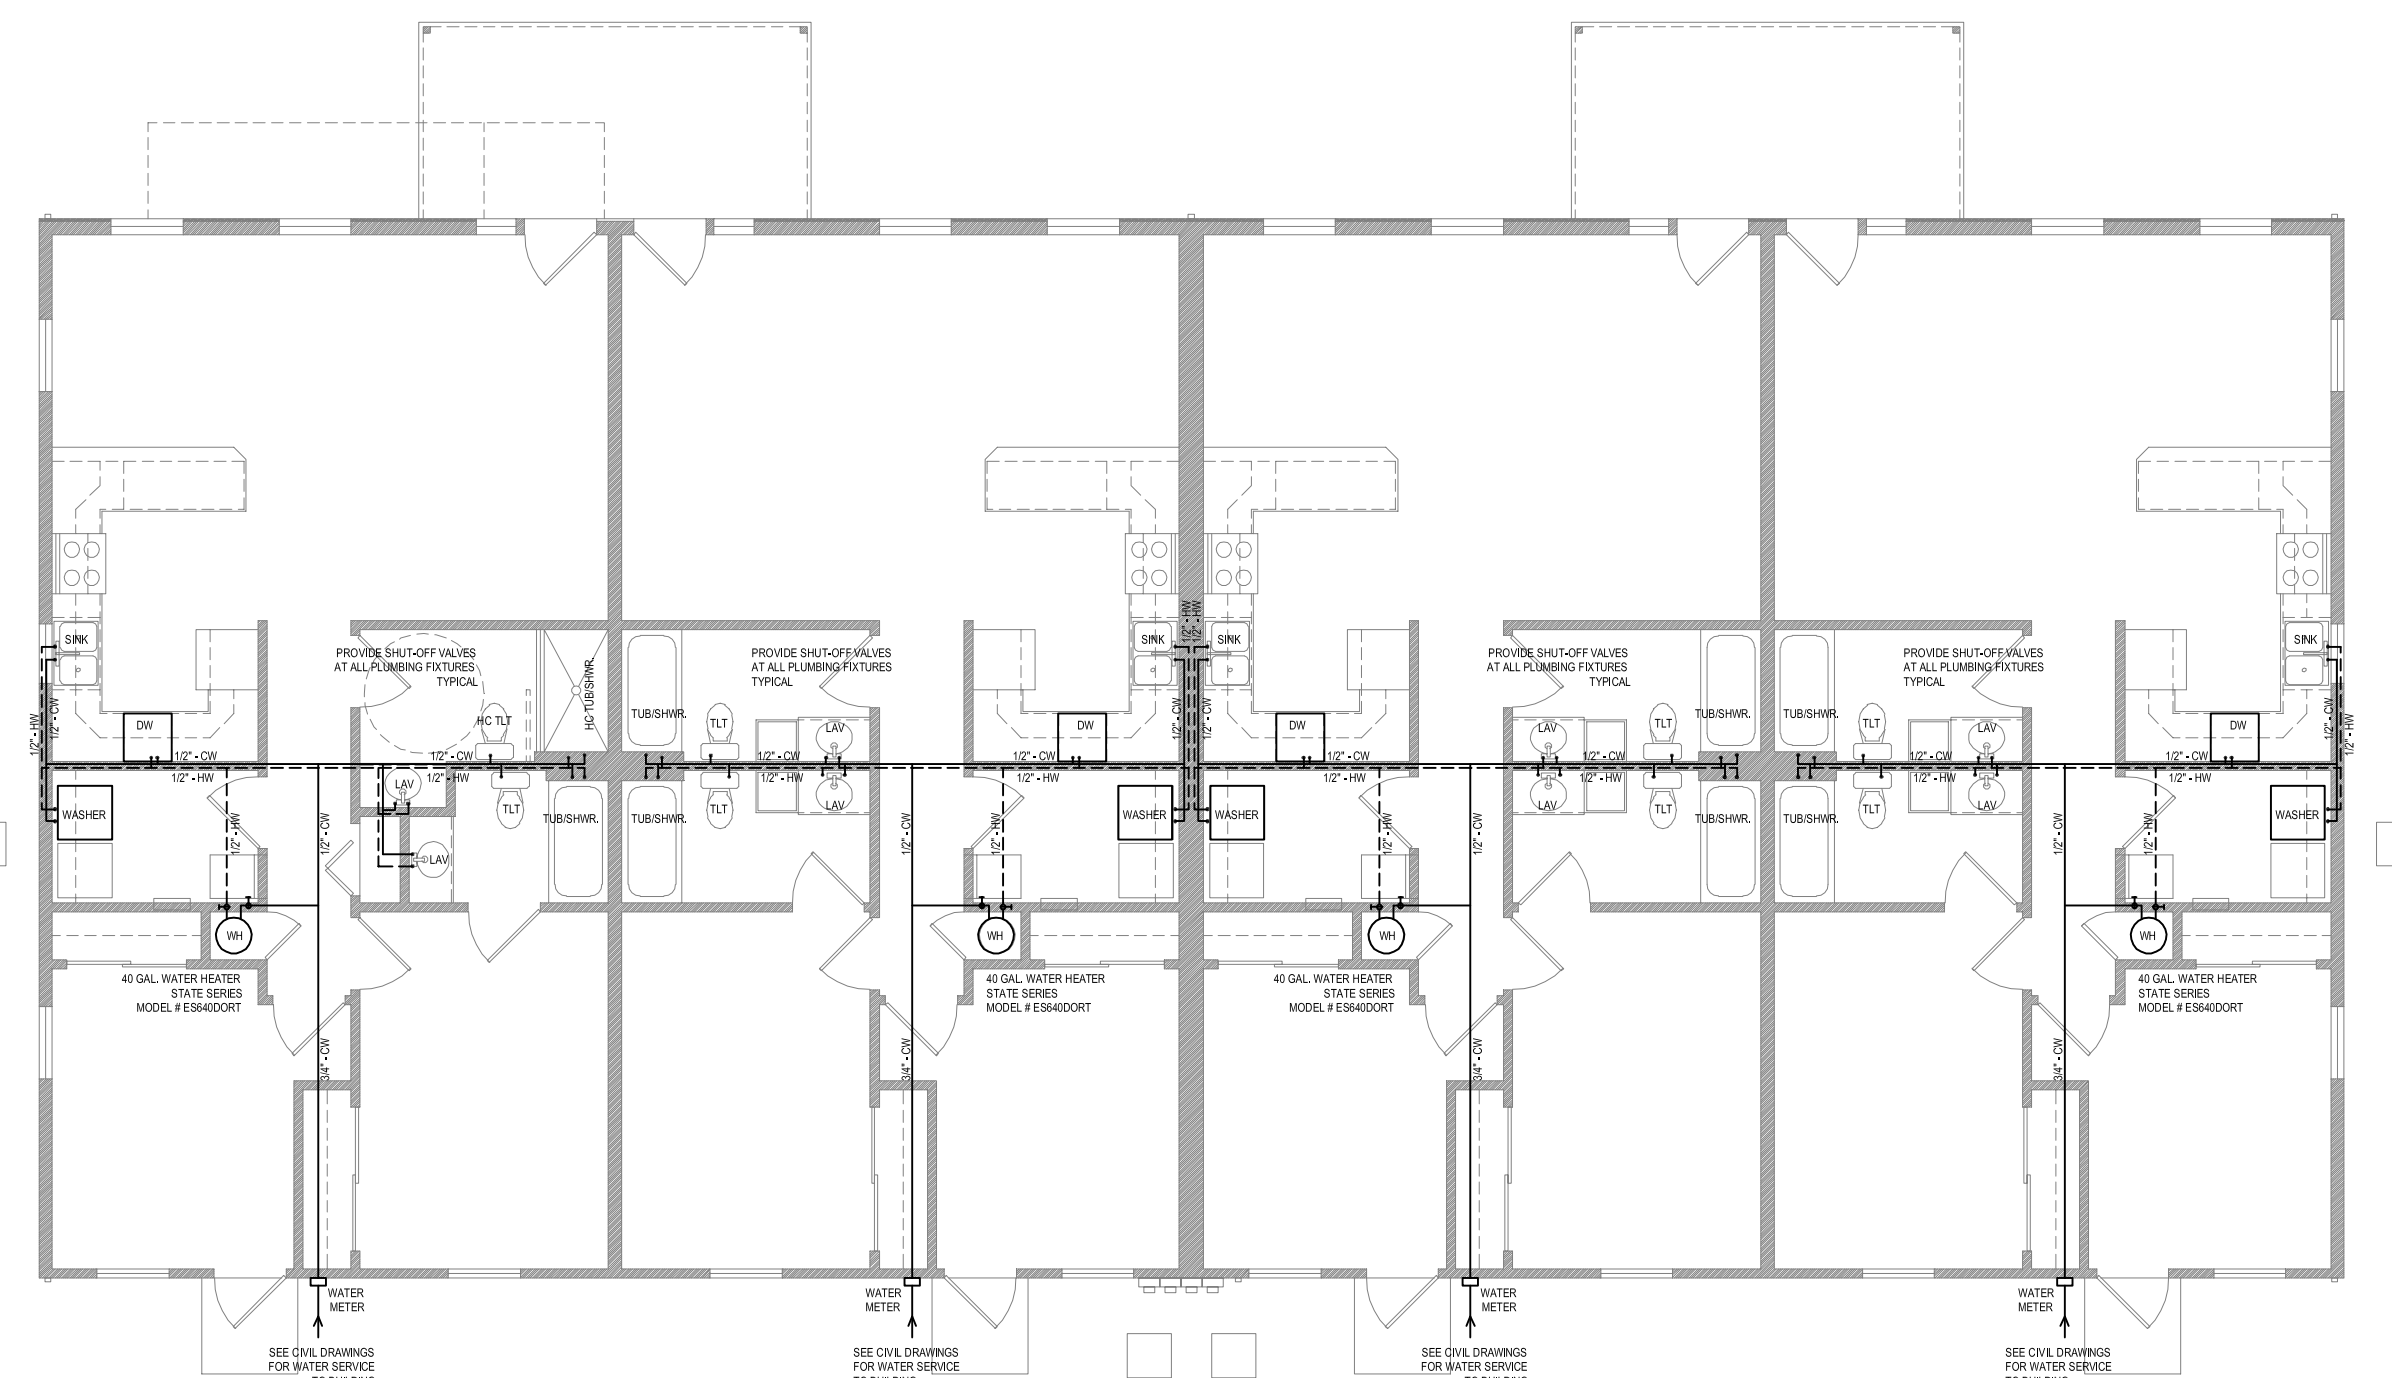 1/2" - HW
1/2" - HW
SINK
SINK
SINK
SINK
PROVIDE SHUT-OFF VALVES
AT ALL PLUMBING FIXTURES
TYPICAL
PROVIDE SHUT-OFF VALVES
AT ALL PLUMBING FIXTURES
TYPICAL
PROVIDE SHUT-OFF VALVES
AT ALL PLUMBING FIXTURES
TYPICAL
PROVIDE SHUT-OFF VALVES
AT ALL PLUMBING FIXTURES
TYPICAL
HC TUB/SHWR.
1/2" - HW
1/2" - CW
DW
HC TLT
TUB/SHWR.
TLT
LAV
DW
1/2" - CW
1/2" - CW
DW
LAV
TLT
TUB/SHWR.
TUB/SHWR.
TLT
LAV
DW
1/2" - CW
1/2" - HW
1/2" - CW
1/2" - CW
1/2" - CW
1/2" - CW
1/2" - CW
1/2" - CW
1/2" - CW
1/2" - CW
1/2" - HW
1/2" - HW
1/2" - HW
1/2" - HW
1/2" - HW
1/2" - HW
1/2" - HW
1/2" - HW
WASHER
LAV
TLT
TUB/SHWR.
TUB/SHWR.
TLT
LAV
WASHER
WASHER
LAV
TLT
TUB/SHWR.
TUB/SHWR.
TLT
LAV
WASHER
1/2" - HW
1/2" - CW
LAV
1/2" - CW
1/2" - HW
1/2" - HW
1/2" - CW
1/2" - CW
1/2" - HW
WH
WH
WH
WH
40 GAL. WATER HEATER
STATE SERIES
MODEL # ES640DORT
40 GAL. WATER HEATER
STATE SERIES
MODEL # ES640DORT
40 GAL. WATER HEATER
STATE SERIES
MODEL # ES640DORT
40 GAL. WATER HEATER
STATE SERIES
MODEL # ES640DORT
3/4" - CW
3/4" - CW
3/4" - CW
3/4" - CW
WATER
METER
WATER
METER
WATER
METER
WATER
METER
SEE CIVIL DRAWINGS
FOR WATER SERVICE
SEE CIVIL DRAWINGS
FOR WATER SERVICE
SEE CIVIL DRAWINGS
FOR WATER SERVICE
SEE CIVIL DRAWINGS
FOR WATER SERVICE